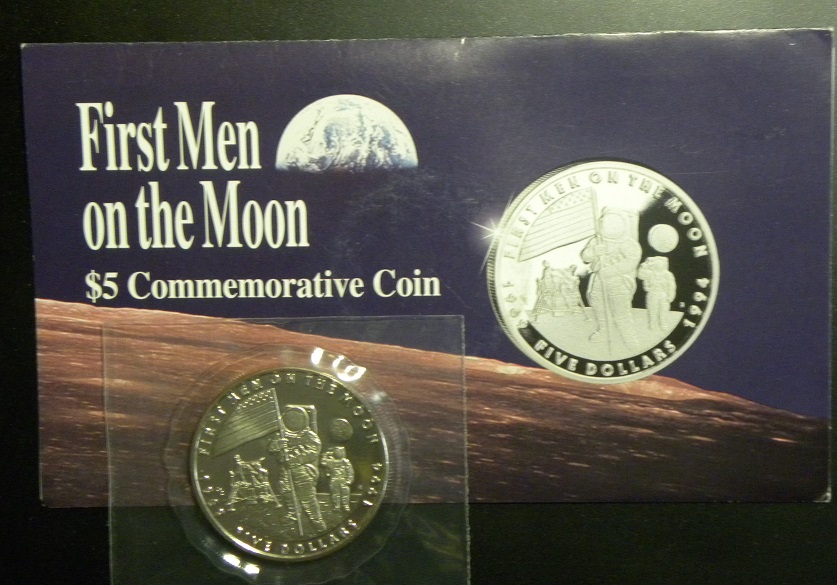 First Men
on the Moon
$5 Commemorative Coin
FIRST MEN ON THE MOON
1994
FIVE DOLLARS
FIRST MEN ON THE MOON
1994
FIVE DOLLARS